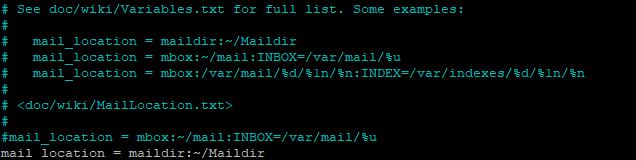 # See doc/wiki/Variables.txt for full list. Some examples:
#
#   mail_location = maildir:~/Maildir
#   mail_location = mbox:~/mail:INBOX=/var/mail/%u
#   mail_location = mbox:/var/mail/%d/%1n/%n:INDEX=/var/indexes/%d/%1n/%n
#
# <doc/wiki/MailLocation.txt>
#
#mail_location = mbox:~/mail:INBOX=/var/mail/%u
mail_location = maildir:~/Maildir